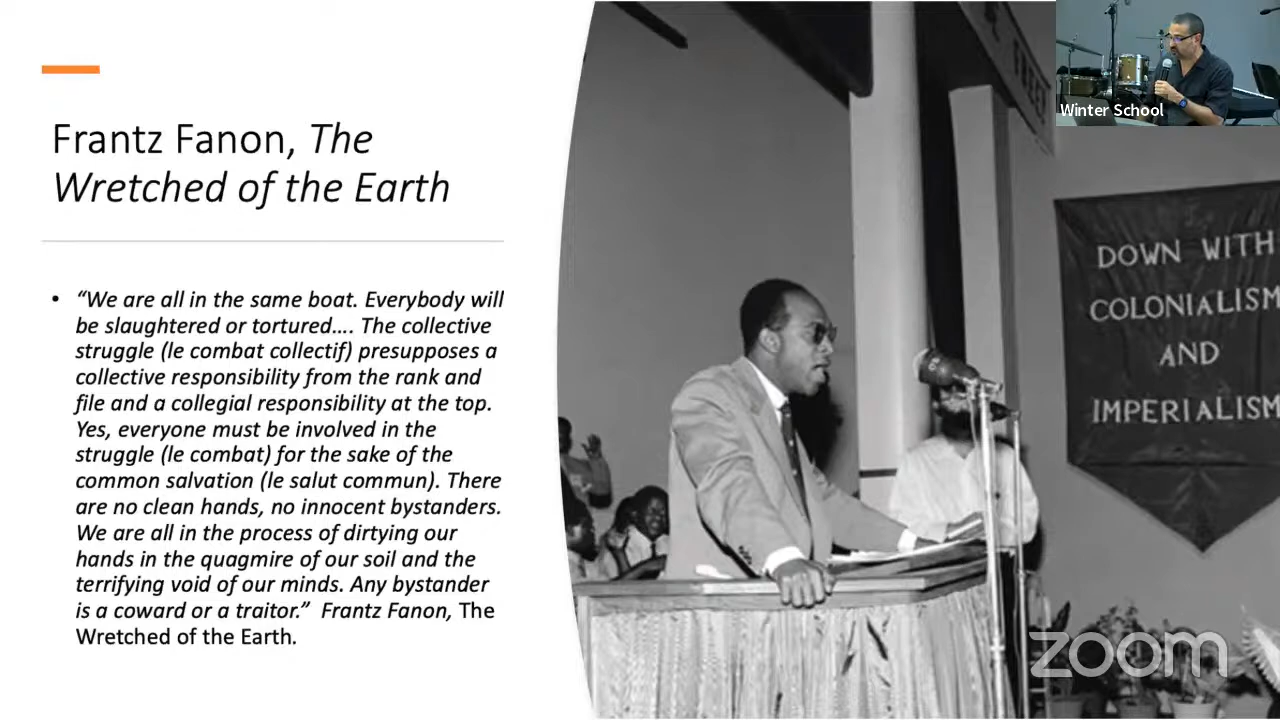 Frantz Fanon, The
Wretched of the Earth
• “We are all in the same boat. Everybody will
be slaughtered or tortured…. The collective
struggle (le combat collectif) presupposes a
collective responsibility from the rank and
file and a collegial responsibility at the top.
Yes, everyone must be involved in the
struggle (le combat) for the sake of the
common salvation (le salut commun). There
are no clean hands, no innocent bystanders.
We are all in the process of dirtying our
hands in the quagmire of our soil and the
terrifying void of our minds. Any bystander
is a coward or a traitor.” Frantz Fanon, The
Wretched of the Earth.
DOWN WITH
COLONIALISM
AND
IMPERIALISM
Winter School
zoom